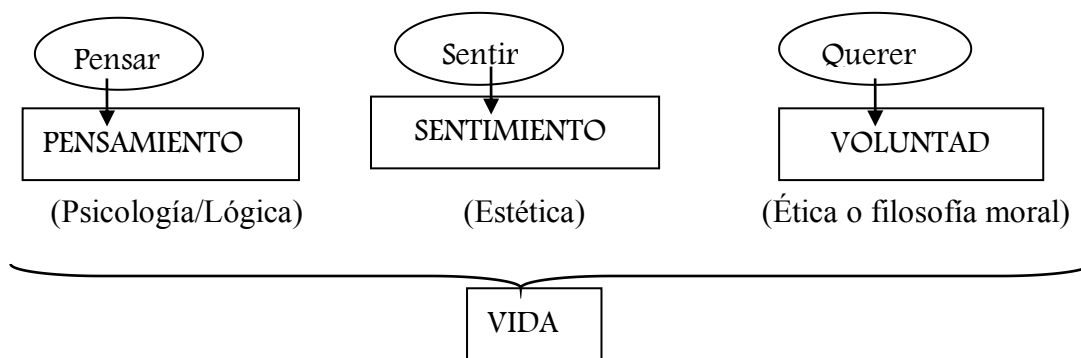 Pensar
Sentir
Querer
PENSAMIENTO
SENTIMIENTO
VOLUNTAD
(Psicología/Lógica)
(Estética)
(Ética o filosofía moral)
VIDA